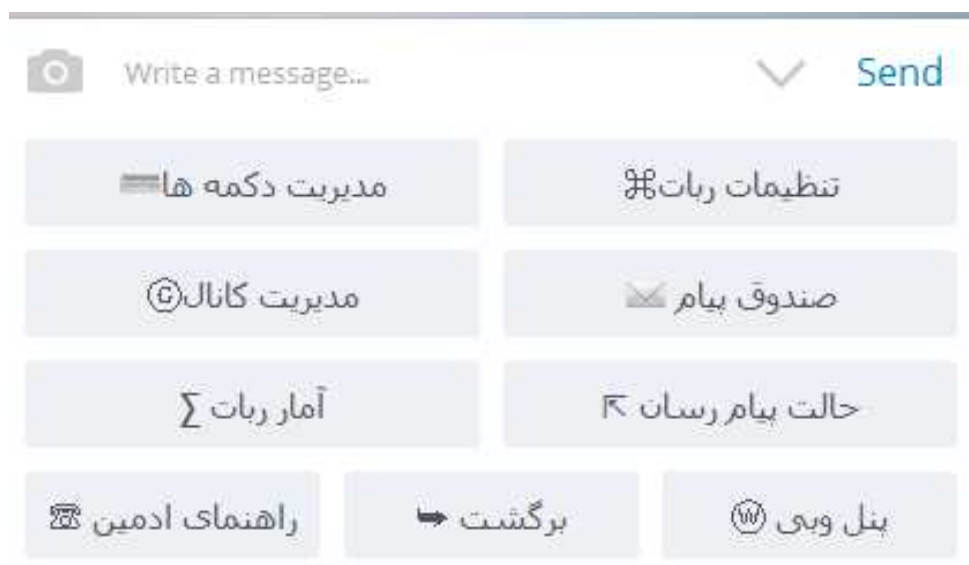 Write a message... Send
تنظیمات ربات⌘ مدیریت دکمه ها
صندوق پیام مدیریت کانال©
حالت پیام رسان ↸ آمار ربات ∑
پنل وبی Ⓦ برگشت ➥ راهنمای ادمین ☏